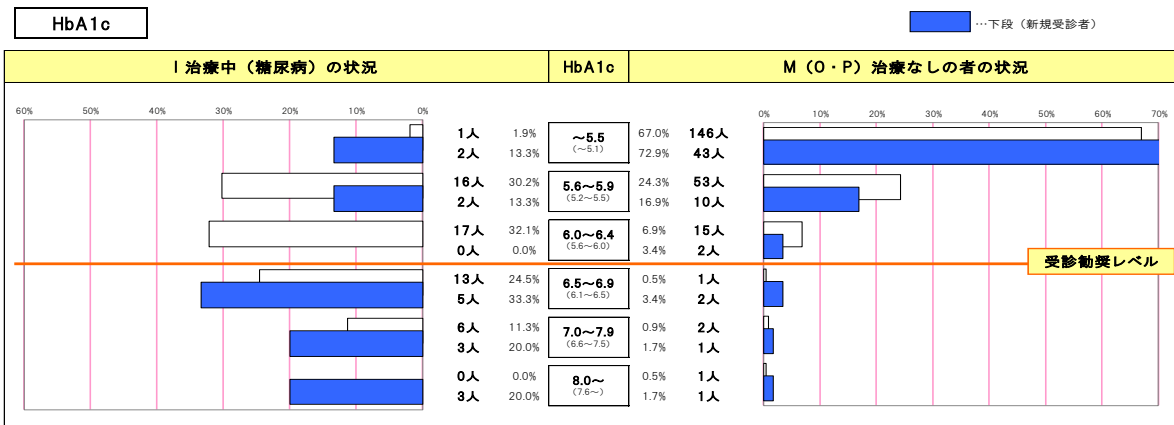 HbA1c
…下段（新規受診者）
I 治療中（糖尿病）の状況 HbA1c M（O・P）治療なしの者の状況
60% 50% 40% 30% 20% 10% 0% 0% 10% 20% 30% 40% 50% 60% 70%
1人 1.9% ～5.5 67.0% 146人
2人 13.3% （～5.1） 72.9% 43人
16人 30.2% 5.6～5.9 24.3% 53人
2人 13.3% （5.2～5.5） 16.9% 10人
17人 32.1% 6.0～6.4 6.9% 15人
0人 0.0% （5.6～6.0） 3.4% 2人
受診勧奨レベル
13人 24.5% 6.5～6.9 0.5% 1人
5人 33.3% （6.1～6.5） 3.4% 2人
6人 11.3% 7.0～7.9 0.9% 2人
3人 20.0% （6.6～7.5） 1.7% 1人
0人 0.0% 8.0～ 0.5% 1人
3人 20.0% （7.6～） 1.7% 1人